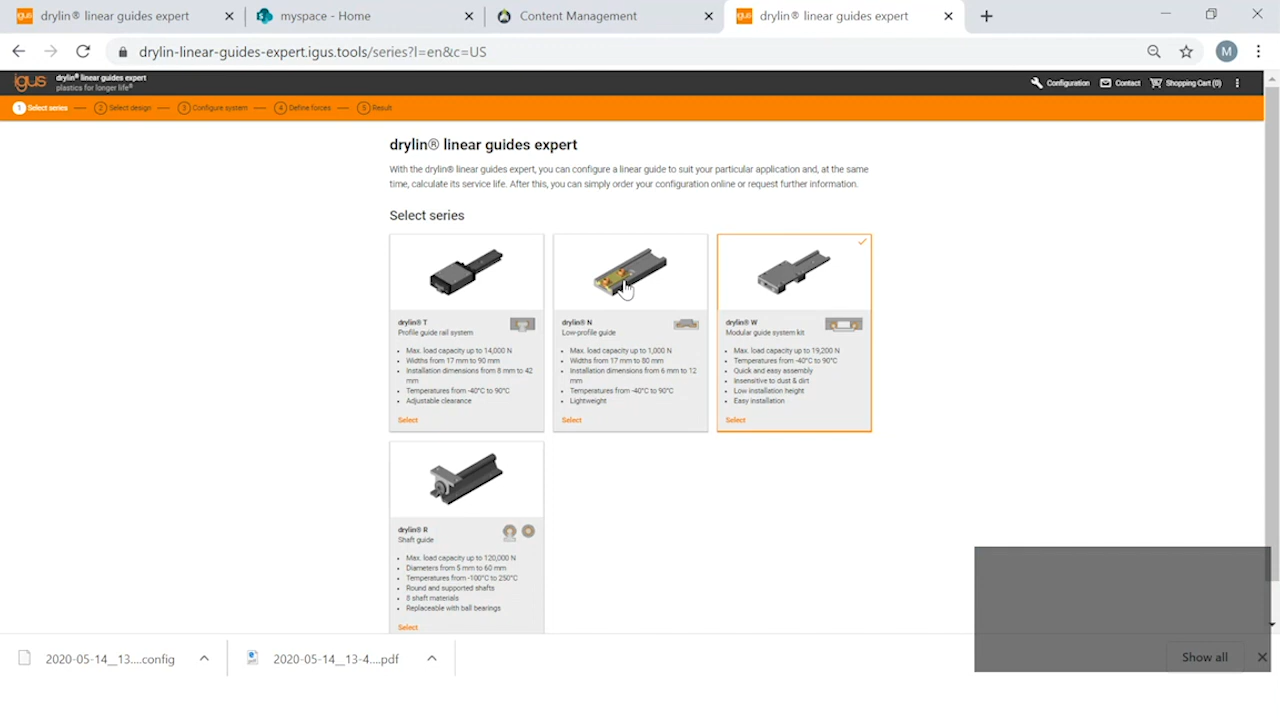 igus drylin® linear guides expert
myspace - Home
Content Management
igus drylin® linear guides expert
drylin-linear-guides-expert.igus.tools/series?l=en&c=US
M
igus
drylin® linear guides expert
plastics for longer life®
Configuration
Contact
Shopping Cart (0)
1 Select series
2 Select design
3 Configure system
4 Define forces
5 Result
drylin® linear guides expert
With the drylin® linear guides expert, you can configure a linear guide to suit your particular application and, at the same
time, calculate its service life. After this, you can simply order your configuration online or request further information.
Select series
drylin® T
Profile guide rail system
• Max. load capacity up to 14,000 N
• Widths from 17 mm to 90 mm
• Installation dimensions from 8 mm to 42
mm
• Temperatures from -40°C to 90°C
• Adjustable clearance
Select
drylin® N
Low-profile guide
• Max. load capacity up to 1,000 N
• Widths from 17 mm to 80 mm
• Installation dimensions from 6 mm to 12
mm
• Temperatures from -40°C to 90°C
• Lightweight
Select
drylin® W
Modular guide system kit
• Max. load capacity up to 19,200 N
• Temperatures from -40°C to 90°C
• Quick and easy assembly
• Insensitive to dust & dirt
• Low installation height
• Easy installation
Select
drylin® R
Shaft guide
• Max. load capacity up to 120,000 N
• Diameters from 5 mm to 60 mm
• Temperatures from -100°C to 250°C
• Round and supported shafts
• 8 shaft materials
• Replaceable with ball bearings
Select
2020-05-14__13....config
2020-05-14__13-4....pdf
Show all